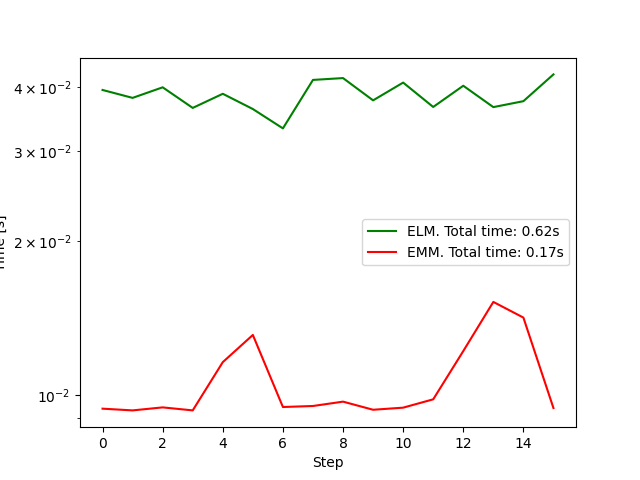 4 × 10⁻²
3 × 10⁻²
2 × 10⁻²
10⁻²
Time [s]
ELM. Total time: 0.62s
EMM. Total time: 0.17s
0 2 4 6 8 10 12 14
Step